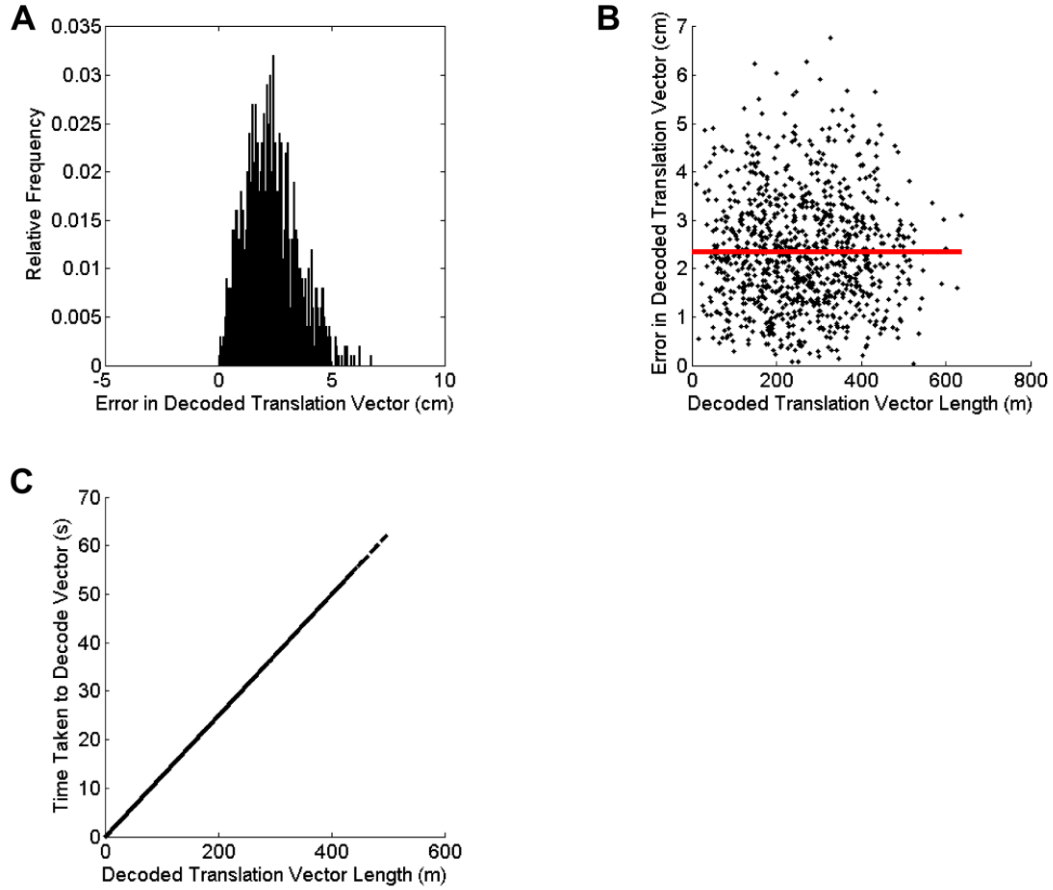 A
0.035
0.03
0.025
0.02
0.015
0.01
0.005
0
-5 0 5 10
Relative Frequency
Error in Decoded Translation Vector (cm)
B
7
6
5
4
3
2
1
0
0 200 400 600 800
Error in Decoded Translation Vector (cm)
Decoded Translation Vector Length (m)
C
70
60
50
40
30
20
10
0
0 200 400 600
Time Taken to Decode Vector (s)
Decoded Translation Vector Length (m)